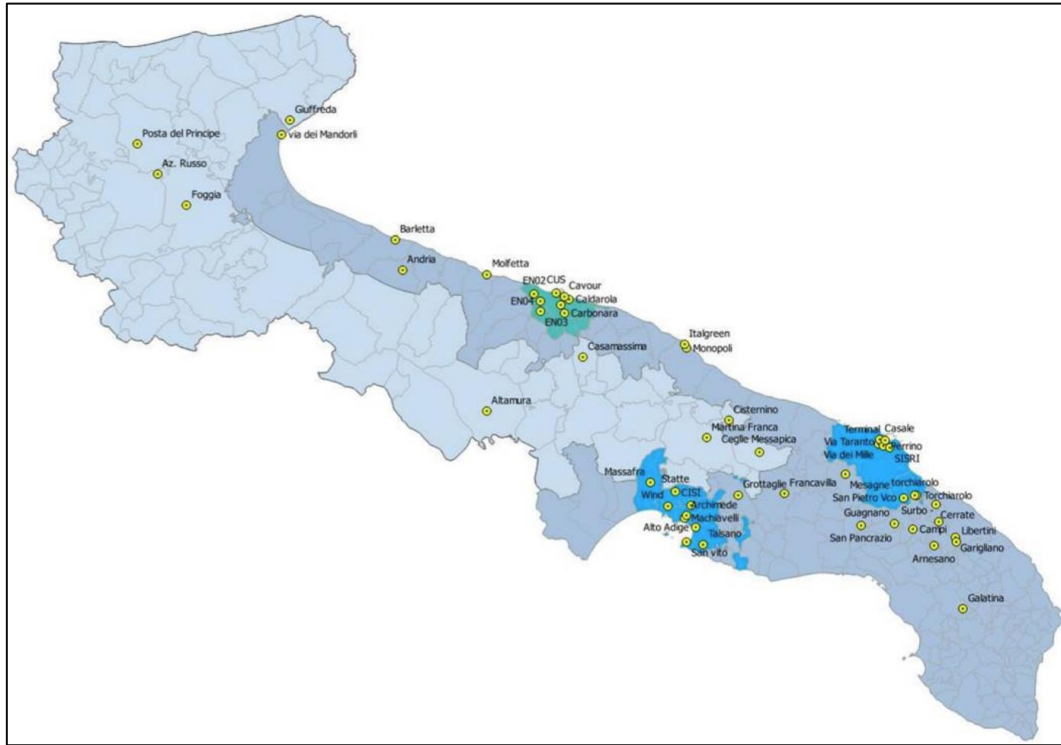 Giuffreda
via dei Mandorli
Posta del Principe
Az. Russo
Foggia
Barletta
Andria
Molfetta
EN02 CUS
Cavour
EN04
Caldarola
Carbonara
EN03
Italgreen
Monopoli
Casamassima
Altamura
Cisternino
Martina Franca
Ceglie Messapica
Terminal Casale
Via Taranto
Perrino
Via dei Mille
SISRI
Massafra
Statte
Mesagne
torchiarolo
Wind
CISI
Grottaglie
Francavilla
San Pietro Vco
Torchiarolo
Archimede
Guagnano
Surbo
Cerrate
Machiavelli
Alto Adige
Talsano
San Pancrazio
Campi
Libertini
San vito
Arnesano
Garigliano
Galatina